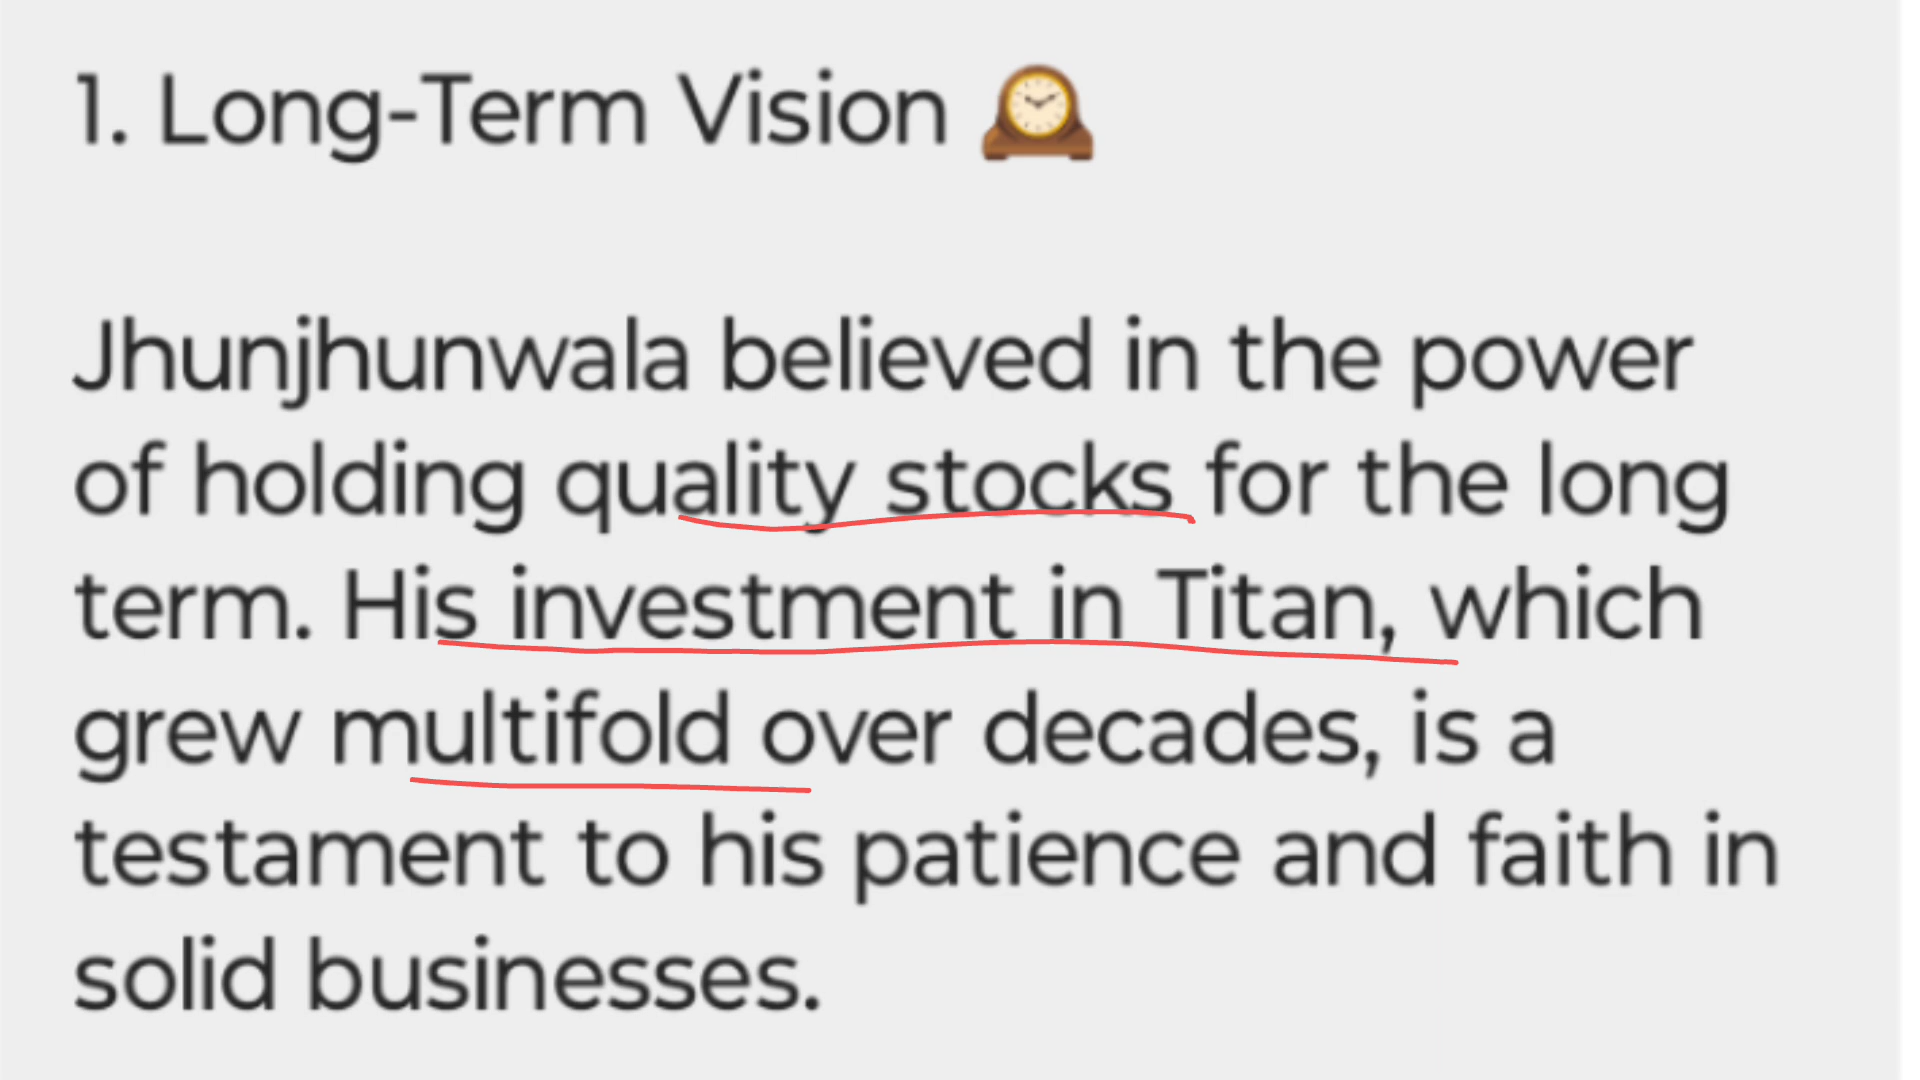 1. Long-Term Vision 🕰️
Jhunjhunwala believed in the power
of holding quality stocks for the long
term. His investment in Titan, which
grew multifold over decades, is a
testament to his patience and faith in
solid businesses.